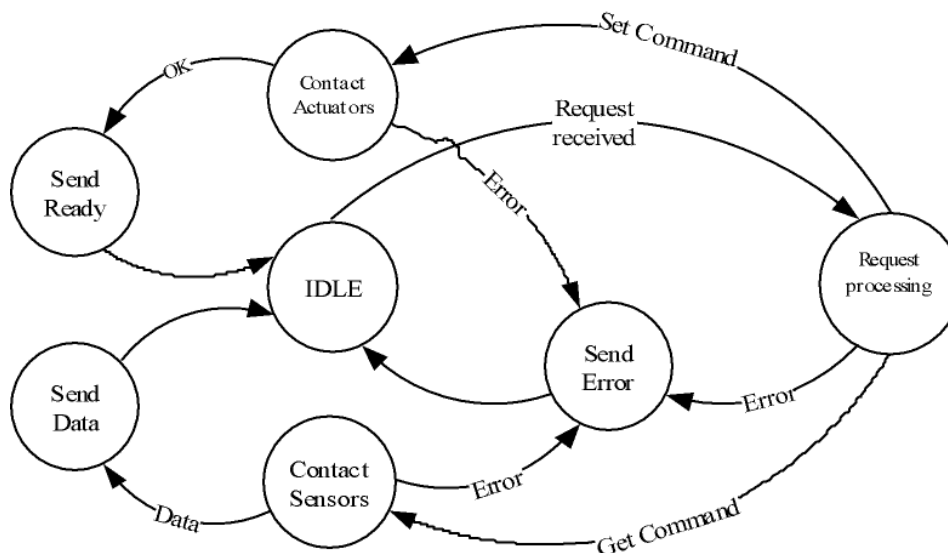 Set Command
OK
Contact
Actuators
Request
received
Send
Ready
Error
IDLE
Request
processing
Send
Error
Send
Data
Error
Contact
Sensors
Error
Data
Get Command